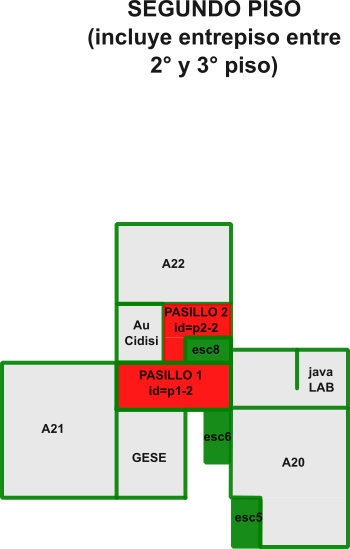 SEGUNDO PISO
(incluye entrepiso entre
2° y 3° piso)
A22
PASILLO 2
id=p2-2
Au
Cidisi
esc8
PASILLO 1
id=p1-2
java
LAB
A21
esc6
GESE
A20
esc5